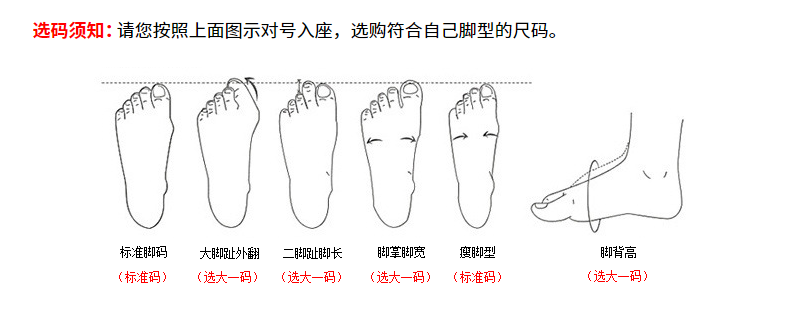 选码须知：请您按照上面图示对号入座，选购符合自己脚型的尺码。
标准脚码 大脚趾外翻 二脚趾脚长 脚掌脚宽 瘦脚型 脚背高
（标准码） （选大一码） （选大一码） （选大一码） （标准码） （选大一码）